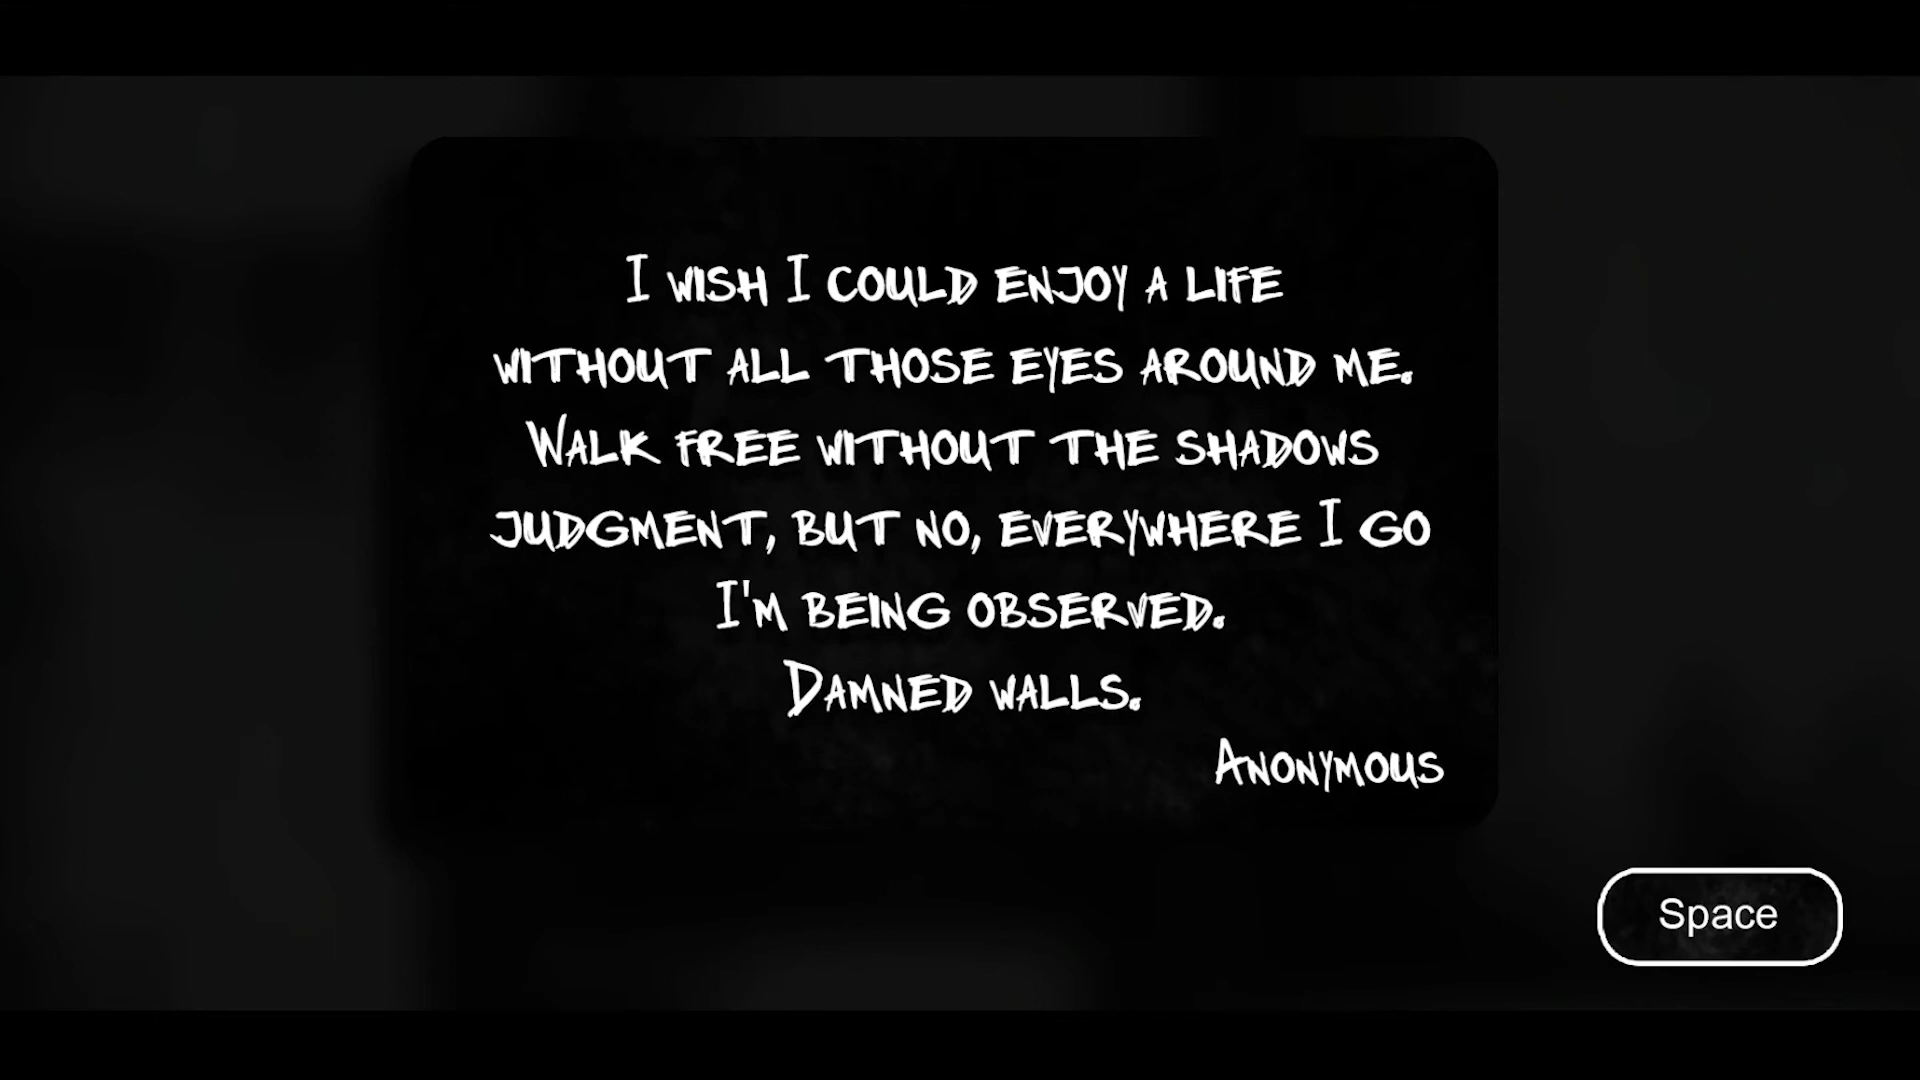 I wish I could enjoy a life
without all those eyes around me.
Walk free without the shadows
judgment, but no, everywhere I go
I'm being observed.
Damned walls.
Anonymous
Space